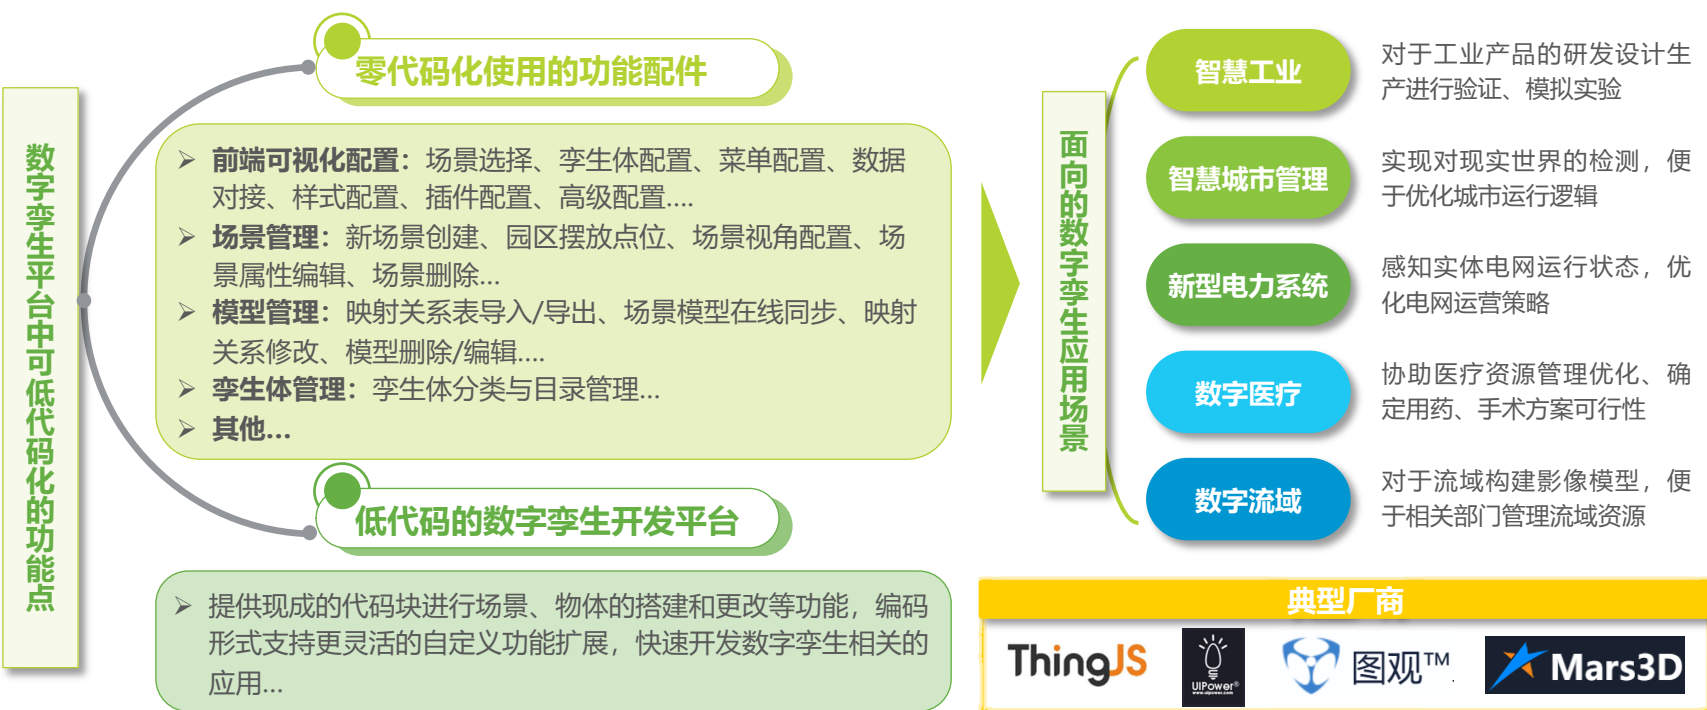 数字孪生平台中可低代码化的功能点
零代码化使用的功能配件
➢ 前端可视化配置：场景选择、孪生体配置、菜单配置、数据
对接、样式配置、插件配置、高级配置....
➢ 场景管理：新场景创建、园区摆放点位、场景视角配置、场
景属性编辑、场景删除...
➢ 模型管理：映射关系表导入/导出、场景模型在线同步、映射
关系修改、模型删除/编辑....
➢ 孪生体管理：孪生体分类与目录管理...
➢ 其他...
低代码的数字孪生开发平台
➢ 提供现成的代码块进行场景、物体的搭建和更改等功能，编码
形式支持更灵活的自定义功能扩展，快速开发数字孪生相关的
应用...
面向的数字孪生应用场景
智慧工业
对于工业产品的研发设计生
产进行验证、模拟实验
智慧城市管理
实现对现实世界的检测，便
于优化城市运行逻辑
新型电力系统
感知实体电网运行状态，优
化电网运营策略
数字医疗
协助医疗资源管理优化、确
定用药、手术方案可行性
数字流域
对于流域构建影像模型，便
于相关部门管理流域资源
典型厂商
ThingJS
UIPower®
www.uipower.com
图观™
Mars3D